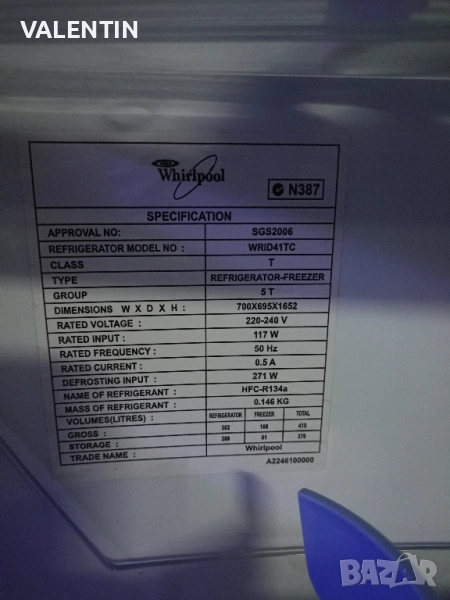 VALENTIN
Whirlpool
N387
SPECIFICATION
APPROVAL NO: SGS2006
REFRIGERATOR MODEL NO : WRID41TC
CLASS T
TYPE REFRIGERATOR-FREEZER
GROUP 5 T
DIMENSIONS W X D X H : 700X695X1652
RATED VOLTAGE : 220-240 V
RATED INPUT : 117 W
RATED FREQUENCY : 50 Hz
RATED CURRENT : 0.5 A
DEFROSTING INPUT : 271 W
NAME OF REFRIGERANT : HFC-R134a
MASS OF REFRIGERANT : 0.146 KG
VOLUMES(LITRES) : REFRIGERATOR FREEZER TOTAL
GROSS : 302 108 410
STORAGE : 289 81 370
TRADE NAME : Whirlpool
A2246100000
BAZAR